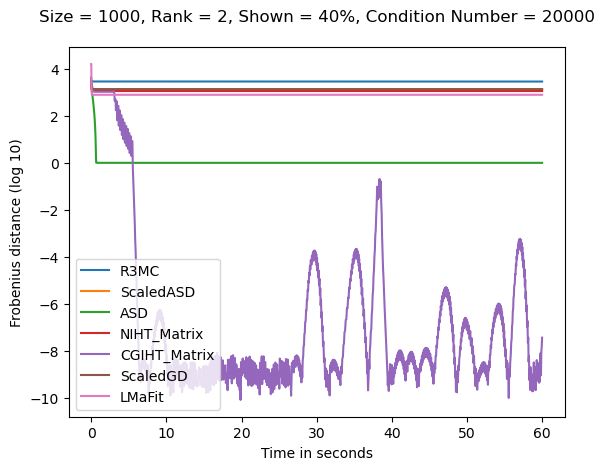 Size = 1000, Rank = 2, Shown = 40%, Condition Number = 20000
Frobenius distance (log 10)
4
2
0
−2
−4
−6
−8
−10
R3MC
ScaledASD
ASD
NIHT_Matrix
CGIHT_Matrix
ScaledGD
LMaFit
0 10 20 30 40 50 60
Time in seconds